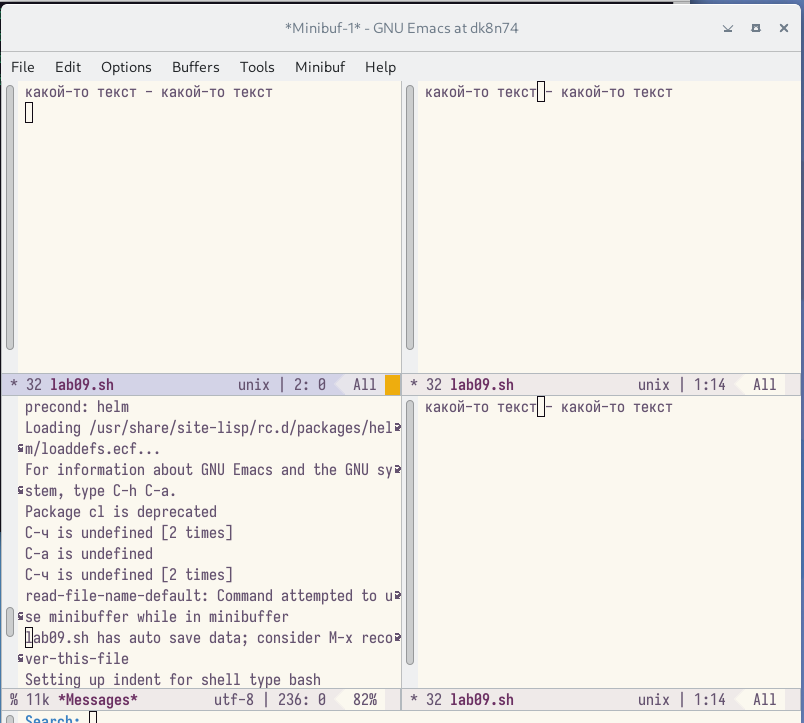 *Minibuf-1* - GNU Emacs at dk8n74
File Edit Options Buffers Tools Minibuf Help
какой-то текст - какой-то текст
какой-то текст - какой-то текст
* 32 lab09.sh unix | 2: 0 All
* 32 lab09.sh unix | 1:14 All
precond: helm
Loading /usr/share/site-lisp/rc.d/packages/hel
m/loaddefs.ecf...
For information about GNU Emacs and the GNU sy
stem, type C-h C-a.
Package cl is deprecated
C-ч is undefined [2 times]
C-a is undefined
C-ч is undefined [2 times]
read-file-name-default: Command attempted to u
se minibuffer while in minibuffer
lab09.sh has auto save data; consider M-x reco
ver-this-file
Setting up indent for shell type bash
% 11k *Messages* utf-8 | 236: 0 82%
какой-то текст - какой-то текст
* 32 lab09.sh unix | 1:14 All
Search: